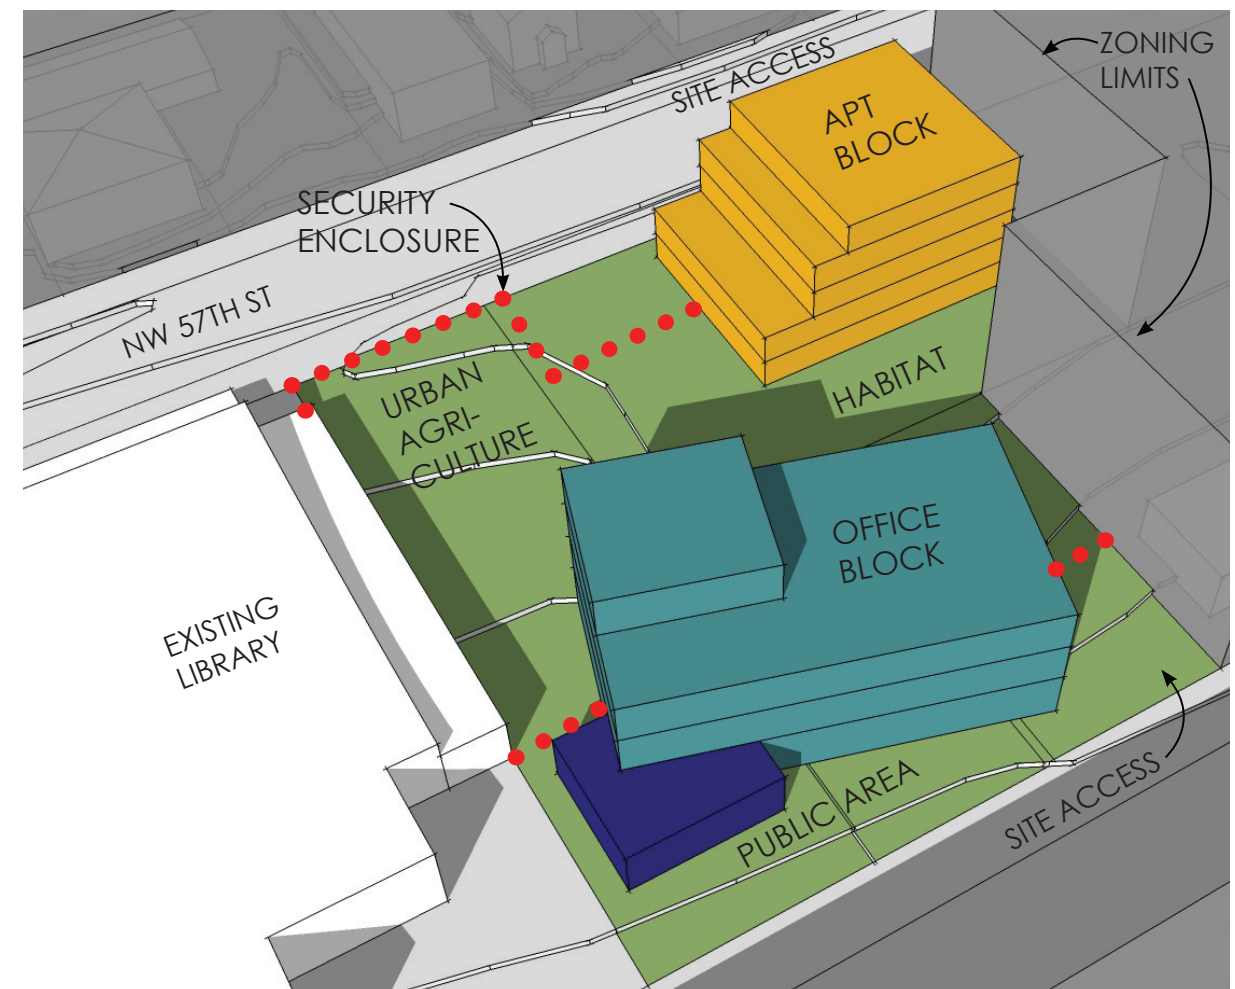 ZONING
LIMITS
SITE ACCESS
APT
BLOCK
SECURITY
ENCLOSURE
NW 57TH ST
URBAN
AGRI-
CULTURE
HABITAT
OFFICE
BLOCK
EXISTING
LIBRARY
PUBLIC AREA
SITE ACCESS